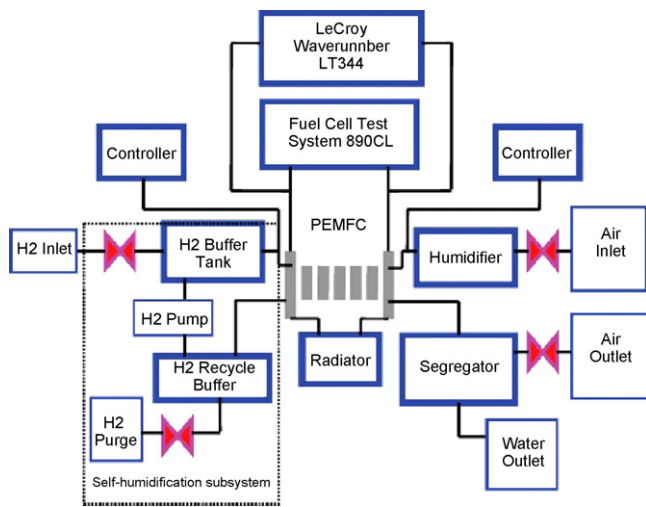 LeCroy
Waverunnber
LT344
Fuel Cell Test
System 890CL
Controller
Controller
PEMFC
H2 Inlet
H2 Buffer
Tank
Humidifier
Air
Inlet
H2 Pump
H2 Recycle
Buffer
Radiator
Segregator
Air
Outlet
H2
Purge
Water
Outlet
Self-humidification subsystem